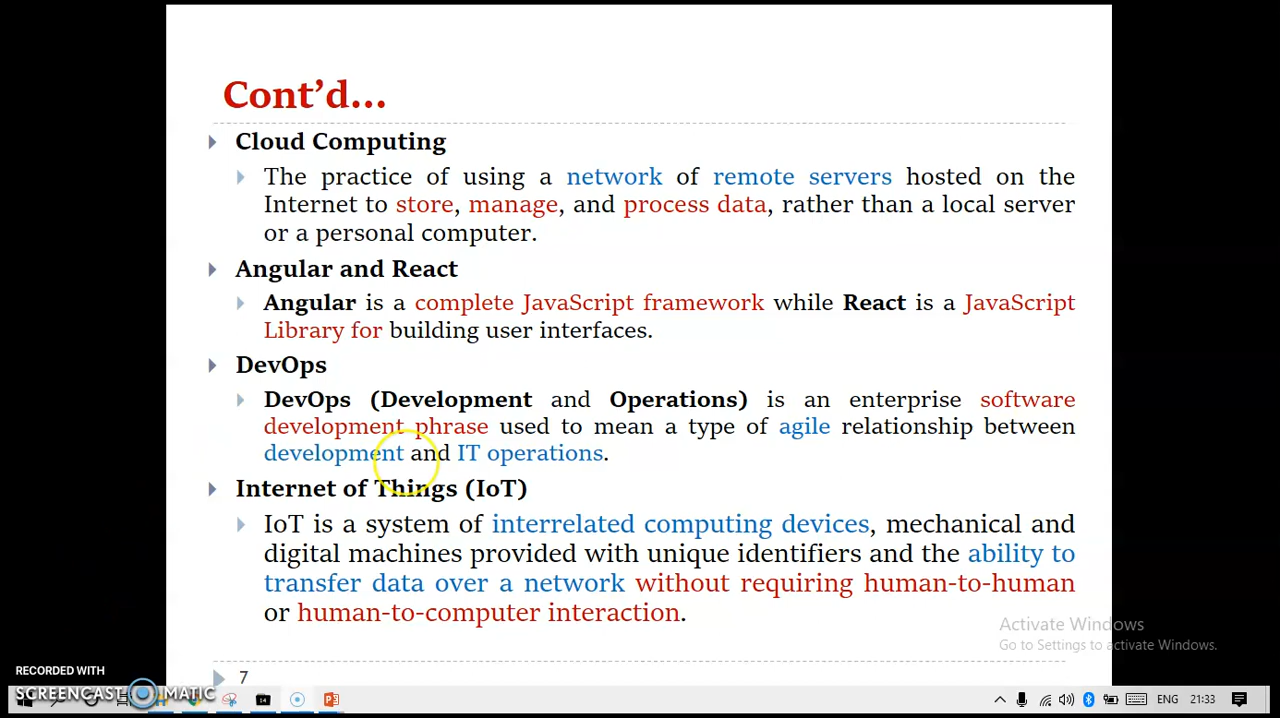 Cont’d…
Cloud Computing
The practice of using a network of remote servers hosted on the
Internet to store, manage, and process data, rather than a local server
or a personal computer.
Angular and React
Angular is a complete JavaScript framework while React is a JavaScript
Library for building user interfaces.
DevOps
DevOps (Development and Operations) is an enterprise software
development phrase used to mean a type of agile relationship between
development and IT operations.
Internet of Things (IoT)
IoT is a system of interrelated computing devices, mechanical and
digital machines provided with unique identifiers and the ability to
transfer data over a network without requiring human-to-human
or human-to-computer interaction.
Activate Windows
Go to Settings to activate Windows.
7
RECORDED WITH
SCREENCAST MATIC
ENG 21:33